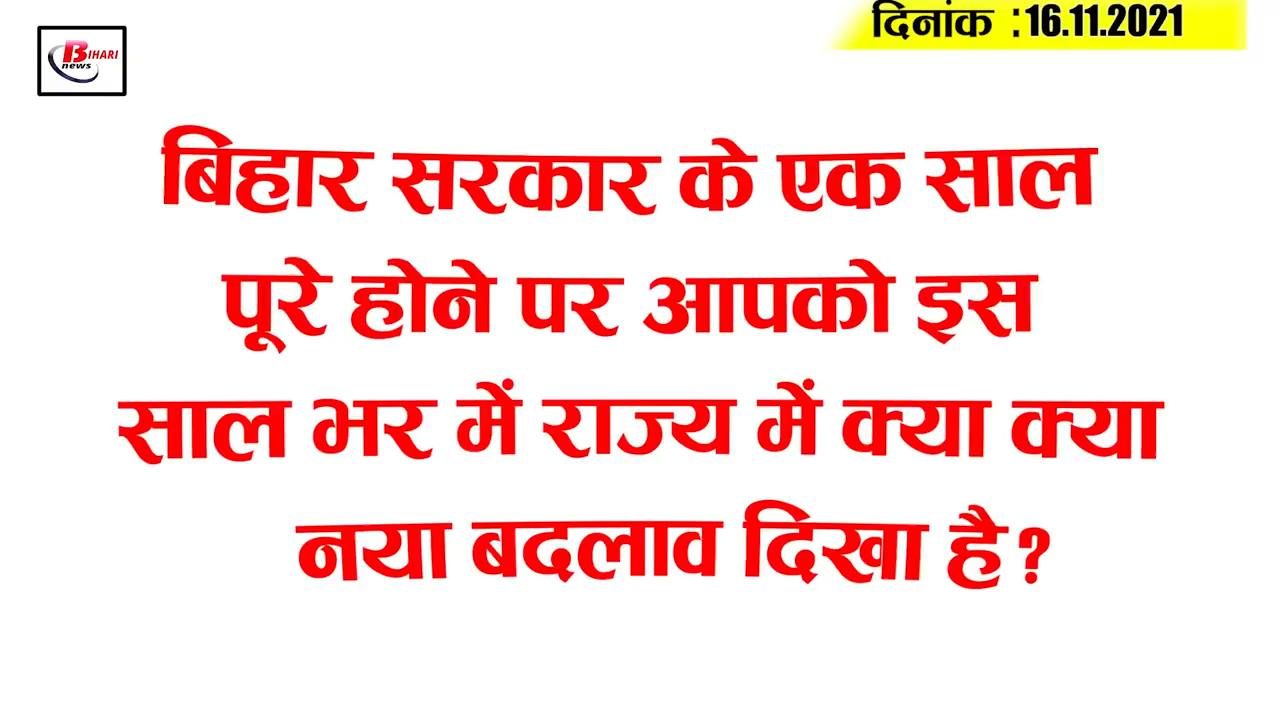 BIHARI
news
दिनांक :16.11.2021
बिहार सरकार के एक साल
पूरे होने पर आपको इस
साल भर में राज्य में क्या क्या
नया बदलाव दिखा है?